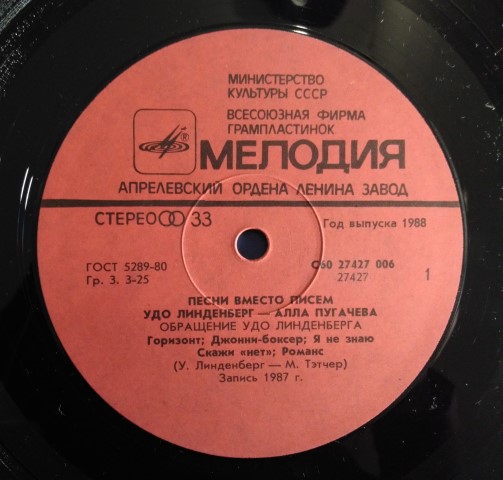 МИНИСТЕРСТВО
КУЛЬТУРЫ СССР
ВСЕСОЮЗНАЯ ФИРМА
ГРАМПЛАСТИНОК
®
МЕЛОДИЯ
АПРЕЛЕВСКИЙ ОРДЕНА ЛЕНИНА ЗАВОД
СТЕРЕО 33
Год выпуска 1988
ГОСТ 5289-80
Гр. 3. 3-25
С60 27427 006
27427
1
ПЕСНИ ВМЕСТО ПИСЕМ
УДО ЛИНДЕНБЕРГ — АЛЛА ПУГАЧЕВА
ОБРАЩЕНИЕ УДО ЛИНДЕНБЕРГА
Горизонт; Джонни-боксер; Я не знаю
Скажи «нет»; Романс
(У. Линденберг — М. Тэтчер)
Запись 1987 г.